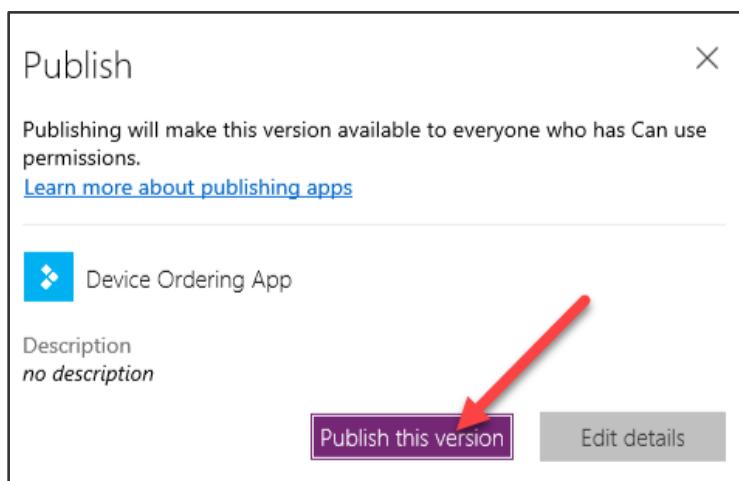 Publish
Publishing will make this version available to everyone who has Can use
permissions.
Learn more about publishing apps
Device Ordering App
Description
no description
Publish this version
Edit details